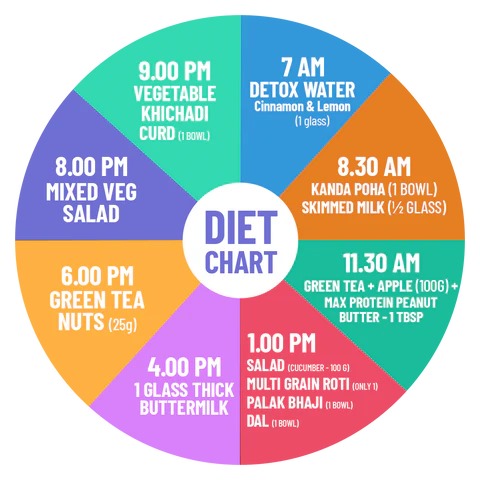 7 AM
DETOX WATER
Cinnamon & Lemon
(1 glass)
8.30 AM
KANDA POHA (1 BOWL)
SKIMMED MILK (½ GLASS)
11.30 AM
GREEN TEA + APPLE (100G) +
MAX PROTEIN PEANUT
BUTTER - 1 TBSP
1.00 PM
SALAD (CUCUMBER - 100 G)
MULTI GRAIN ROTI (ONLY 1)
PALAK BHAJI (1 BOWL)
DAL (1 BOWL)
4.00 PM
1 GLASS THICK
BUTTERMILK
6.00 PM
GREEN TEA
NUTS (25g)
8.00 PM
MIXED VEG
SALAD
9.00 PM
VEGETABLE
KHICHADI
CURD (1 BOWL)
DIET
CHART